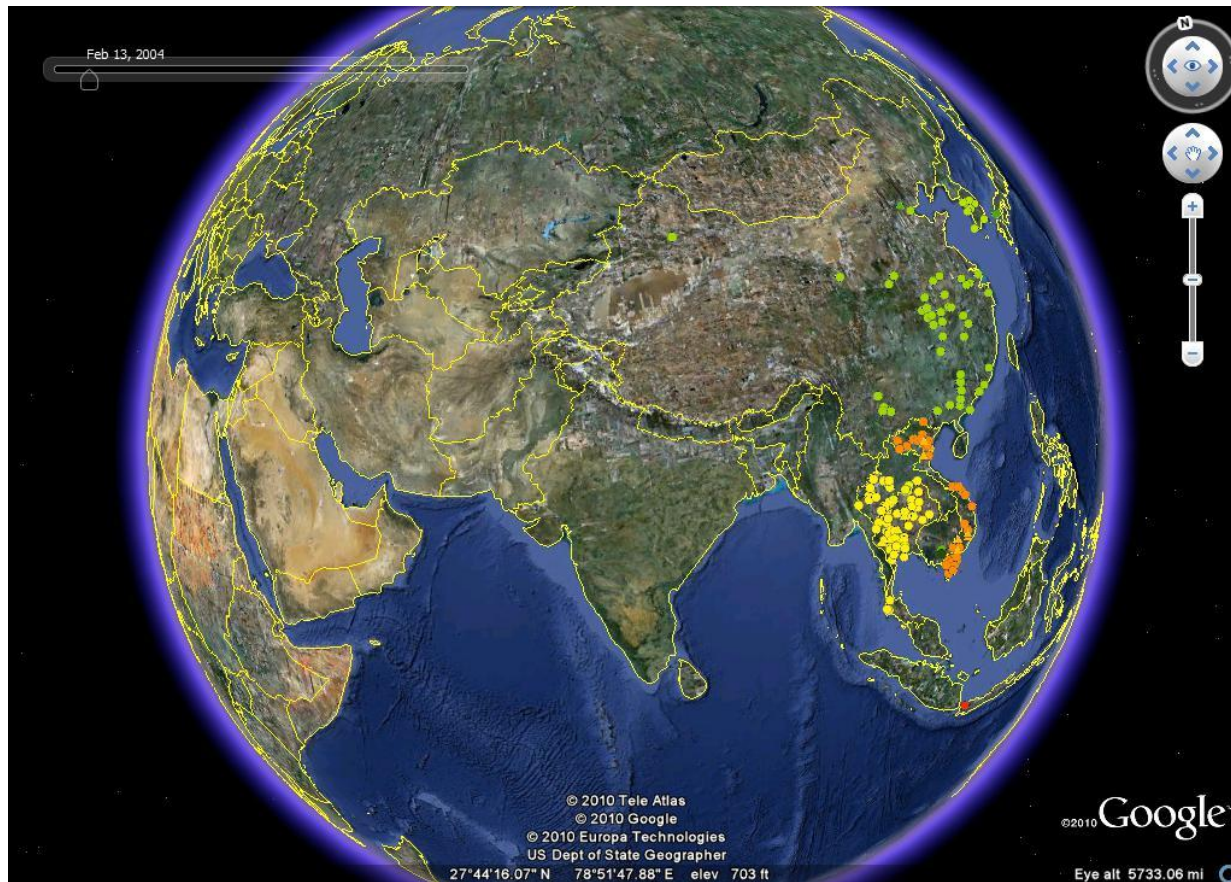 Feb 13, 2004
N
© 2010 Tele Atlas
© 2010 Google
© 2010 Europa Technologies
US Dept of State Geographer
©2010 Google
27°44'16.07" N 78°51'47.88" E elev 703 ft
Eye alt 5733.06 mi